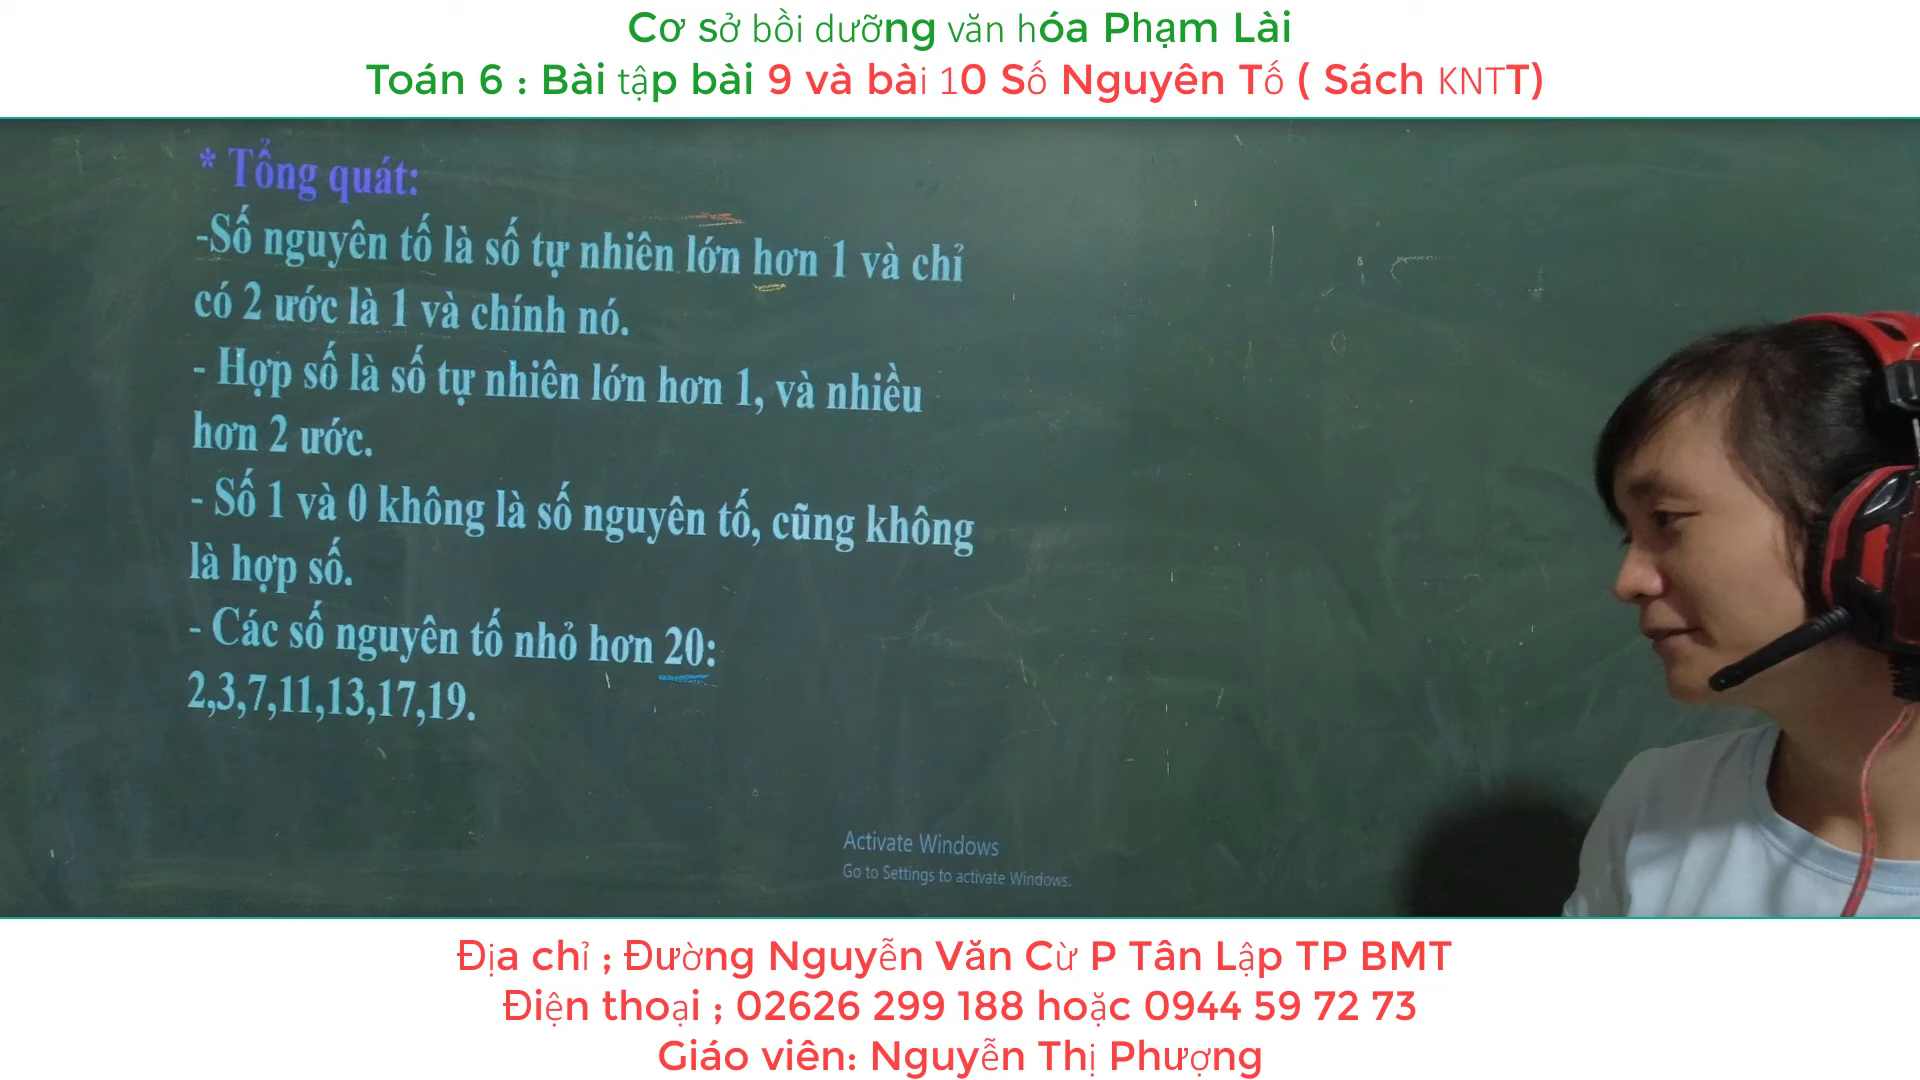 Cơ sở bồi dưỡng văn hóa Phạm Lài
Toán 6 : Bài tập bài 9 và bài 10 Số Nguyên Tố ( Sách KNTT)
* Tổng quát:
-Số nguyên tố là số tự nhiên lớn hơn 1 và chỉ
có 2 ước là 1 và chính nó.
- Hợp số là số tự nhiên lớn hơn 1, và nhiều
hơn 2 ước.
- Số 1 và 0 không là số nguyên tố, cũng không
là hợp số.
- Các số nguyên tố nhỏ hơn 20:
2,3,7,11,13,17,19.
Activate Windows
Go to Settings to activate Windows.
Địa chỉ ; Đường Nguyễn Văn Cừ P Tân Lập TP BMT
Điện thoại ; 02626 299 188 hoặc 0944 59 72 73
Giáo viên: Nguyễn Thị Phượng